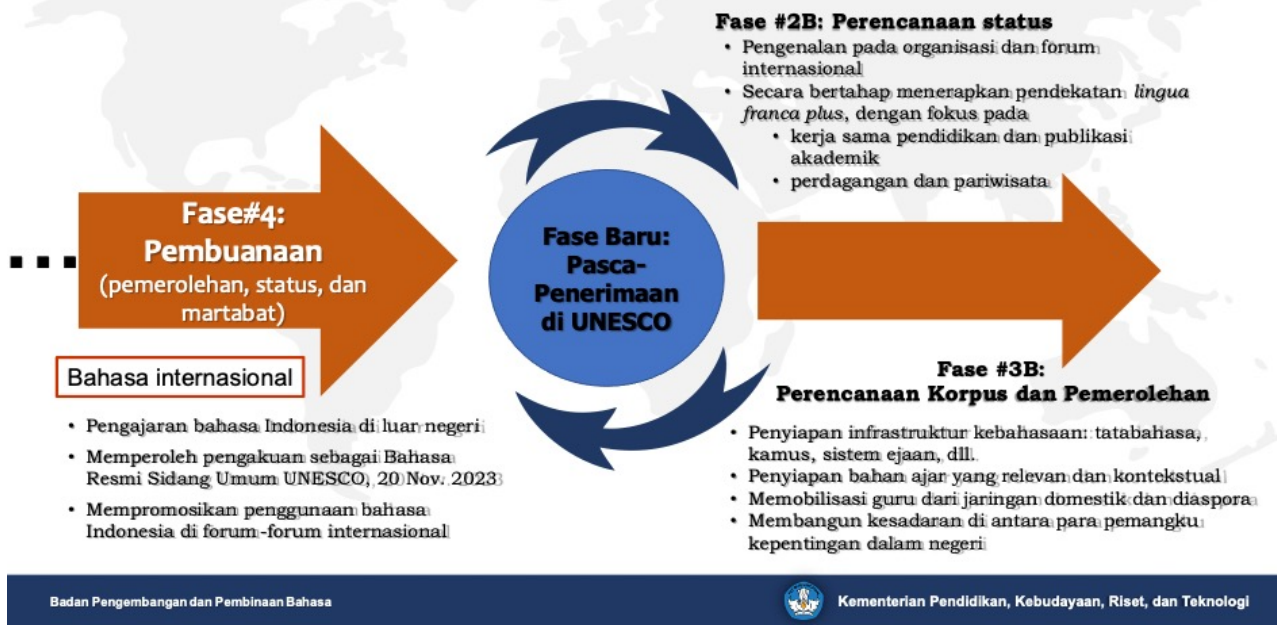 Fase#4:
Pembuanaan
(pemerolehan, status, dan
martabat)
Bahasa internasional
• Pengajaran bahasa Indonesia di luar negeri
• Memperoleh pengakuan sebagai Bahasa
Resmi Sidang Umum UNESCO, 20 Nov. 2023
• Mempromosikan penggunaan bahasa
Indonesia di forum-forum internasional
Fase Baru:
Pasca-
Penerimaan
di UNESCO
Fase #2B: Perencanaan status
• Pengenalan pada organisasi dan forum
internasional
• Secara bertahap menerapkan pendekatan lingua
franca plus, dengan fokus pada
• kerja sama pendidikan dan publikasi
akademik
• perdagangan dan pariwisata
Fase #3B:
Perencanaan Korpus dan Pemerolehan
• Penyiapan infrastruktur kebahasaan: tatabahasa,
kamus, sistem ejaan, dll.
• Penyiapan bahan ajar yang relevan dan kontekstual
• Memobilisasi guru dari jaringan domestik dan diaspora
• Membangun kesadaran di antara para pemangku
kepentingan dalam negeri
Badan Pengembangan dan Pembinaan Bahasa
Kementerian Pendidikan, Kebudayaan, Riset, dan Teknologi